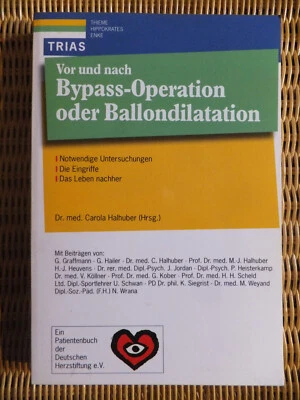 THIEME
HIPPOKRATES
ENKE
TRIAS
Vor und nach
Bypass-Operation
oder Ballondilatation
Notwendige Untersuchungen
Die Eingriffe
Das Leben nachher
Dr. med. Carola Halhuber (Hrsg.)
Mit Beiträgen von:
G. Graffmann · G. Hailer · Dr. med. C. Halhuber · Prof. Dr. med. M.-J. Halhuber
H.-J. Heuvens · Dr. rer. med. Dipl.-Psych. J. Jordan · Dipl.-Psych. P. Heisterkamp
Dr. med. V. Köllner · Prof. Dr. med. G. Kober · Prof. Dr. med. H. H. Scheld
Ltd. Dipl.-Sportlehrer U. Schwan · PD Dr. phil. K. Siegrist · Dr. med. M. Weyand
Dipl.-Soz.-Päd. (F.H.) N. Wrana
Ein
Patientenbuch
der
Deutschen
Herzstiftung e.V.